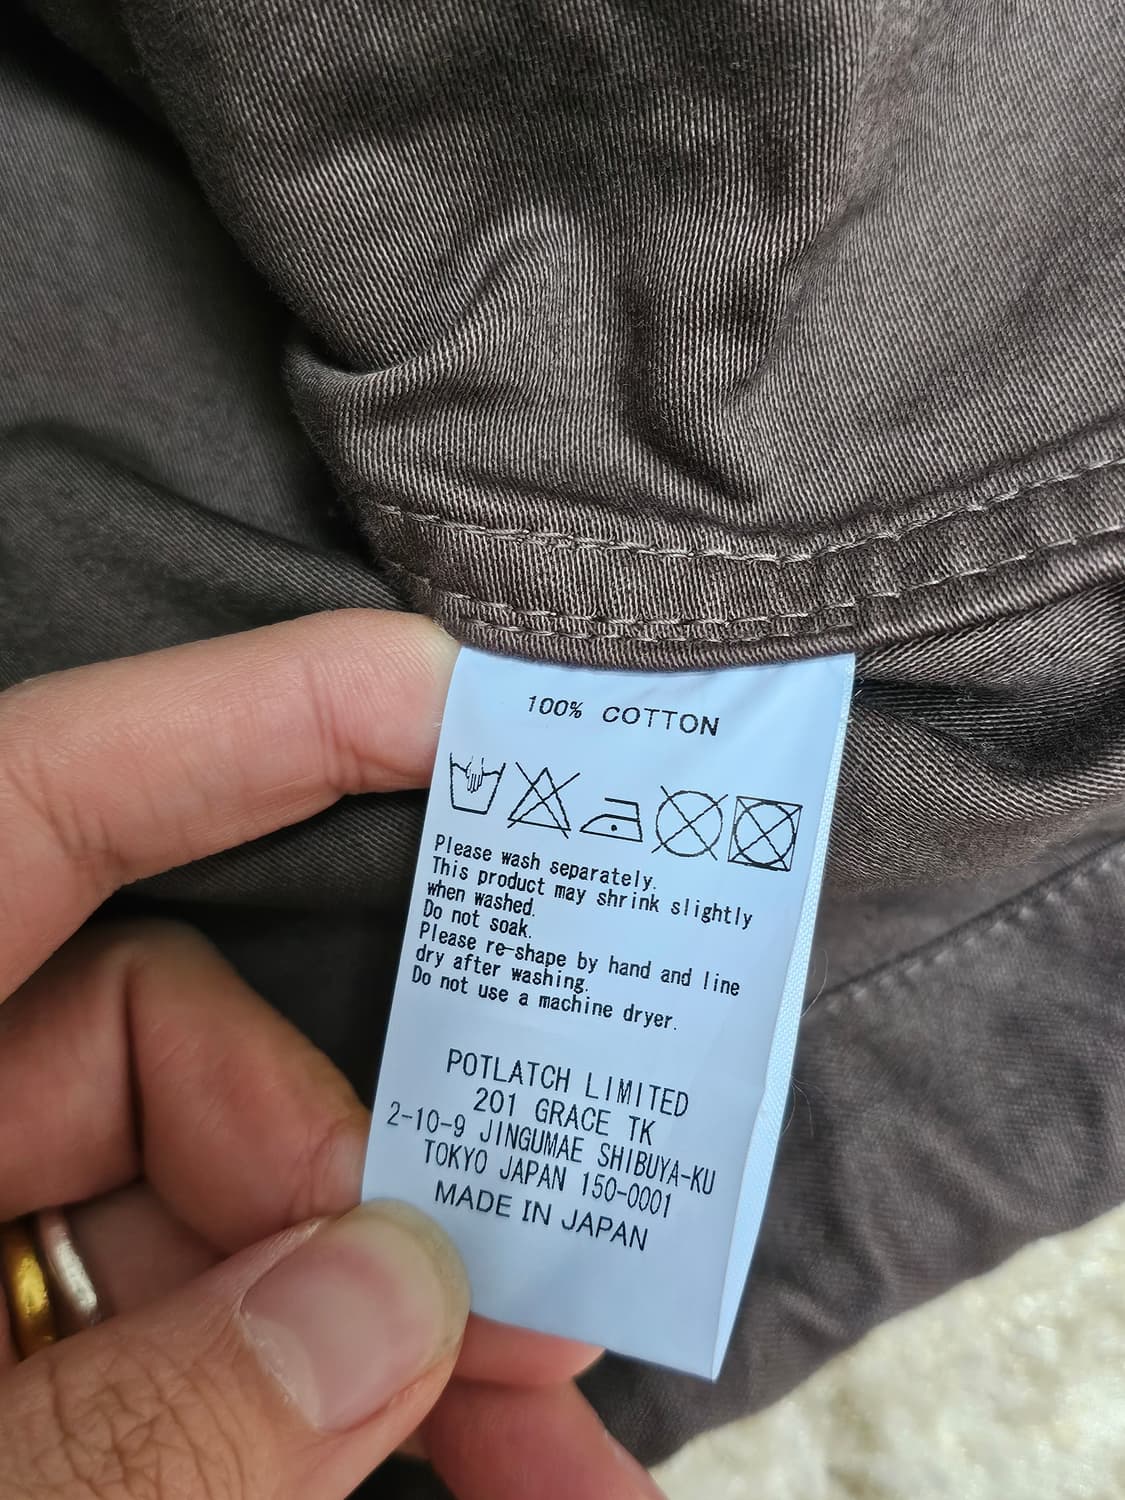 100% COTTON
Please wash separately.
This product may shrink slightly
when washed.
Do not soak.
Please re-shape by hand and line
dry after washing.
Do not use a machine dryer.
POTLATCH LIMITED
201 GRACE TK
2-10-9 JINGUMAE SHIBUYA-KU
TOKYO JAPAN 150-0001
MADE IN JAPAN